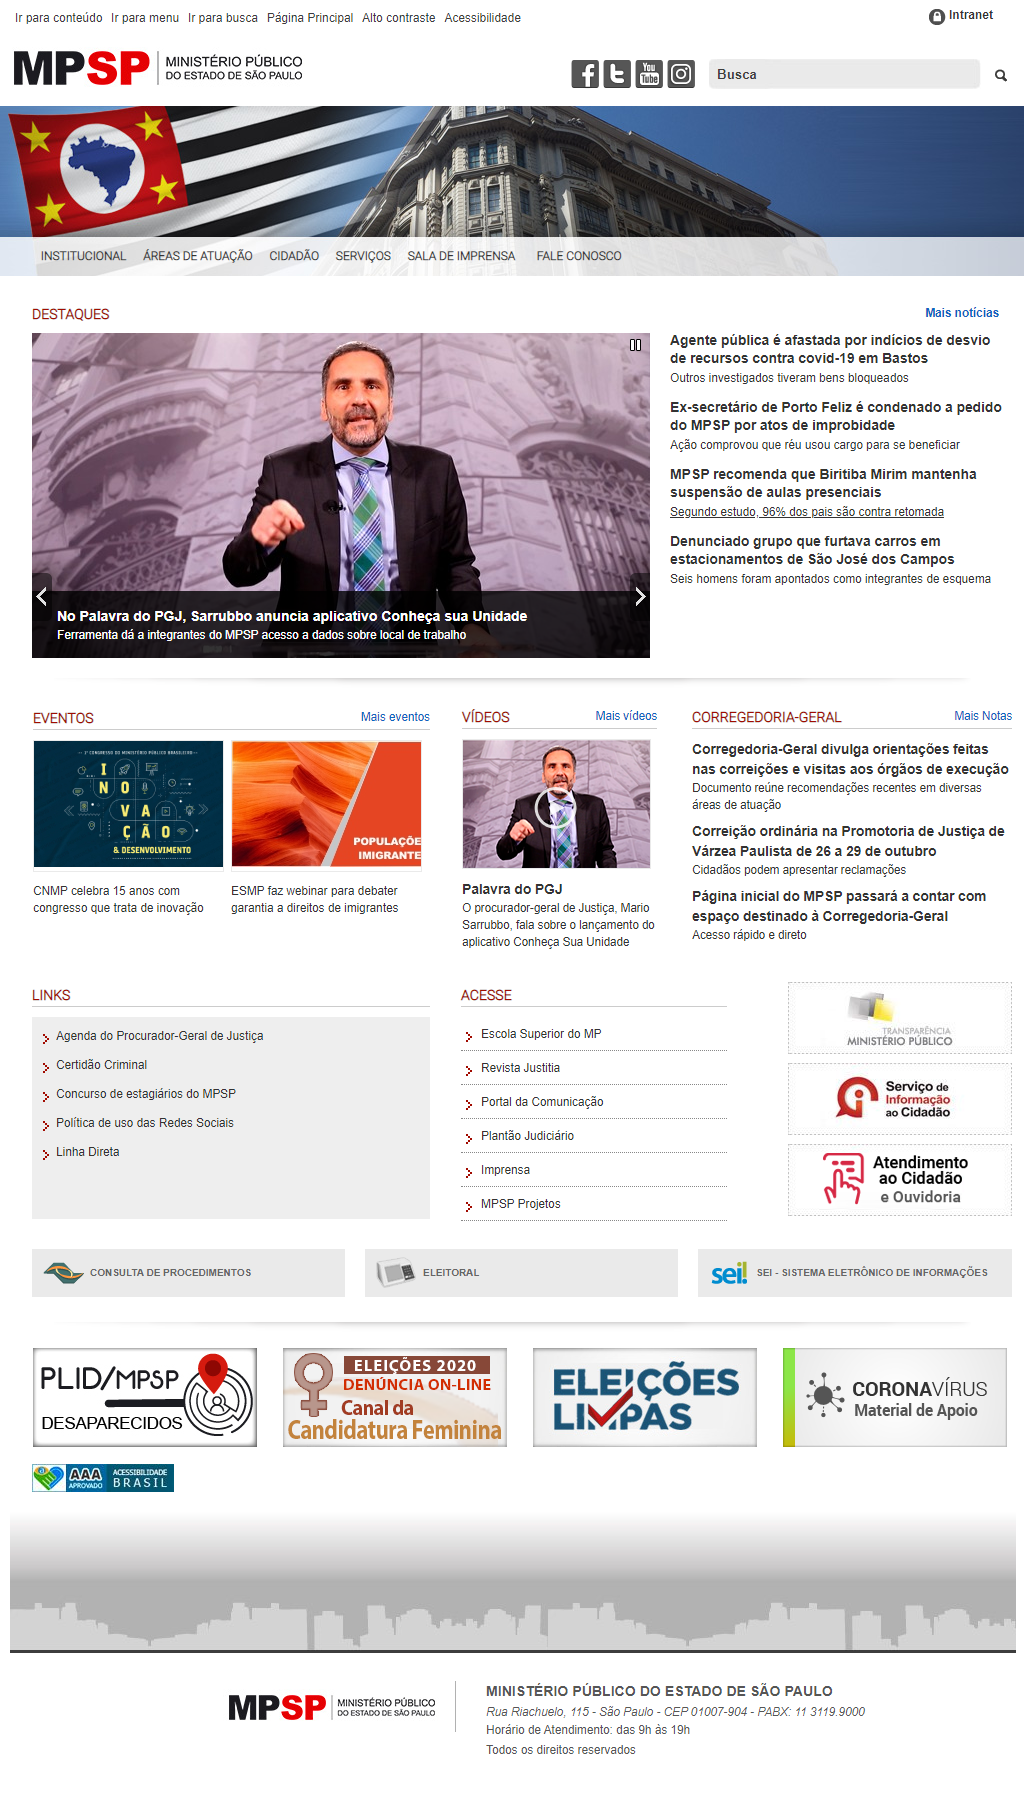 Ir para conteúdo Ir para menu Ir para busca Página Principal Alto contraste Acessibilidade
Intranet
MPSP MINISTÉRIO PÚBLICO
DO ESTADO DE SÃO PAULO
You
Tube
Busca
INSTITUCIONAL ÁREAS DE ATUAÇÃO CIDADÃO SERVIÇOS SALA DE IMPRENSA FALE CONOSCO
DESTAQUES
Mais notícias
No Palavra do PGJ, Sarrubbo anuncia aplicativo Conheça sua Unidade
Ferramenta dá a integrantes do MPSP acesso a dados sobre local de trabalho
Agente pública é afastada por indícios de desvio
de recursos contra covid-19 em Bastos
Outros investigados tiveram bens bloqueados
Ex-secretário de Porto Feliz é condenado a pedido
do MPSP por atos de improbidade
Ação comprovou que réu usou cargo para se beneficiar
MPSP recomenda que Biritiba Mirim mantenha
suspensão de aulas presenciais
Segundo estudo, 96% dos pais são contra retomada
Denunciado grupo que furtava carros em
estacionamentos de São José dos Campos
Seis homens foram apontados como integrantes de esquema
EVENTOS
Mais eventos
1º CONGRESSO DO MINISTÉRIO PÚBLICO BRASILEIRO
INOVAÇÃO
& DESENVOLVIMENTO
POPULAÇÕE
IMIGRANTE
CNMP celebra 15 anos com
congresso que trata de inovação
ESMP faz webinar para debater
garantia a direitos de imigrantes
VÍDEOS
Mais vídeos
Palavra do PGJ
O procurador-geral de Justiça, Mario
Sarrubbo, fala sobre o lançamento do
aplicativo Conheça Sua Unidade
CORREGEDORIA-GERAL
Mais Notas
Corregedoria-Geral divulga orientações feitas
nas correições e visitas aos órgãos de execução
Documento reúne recomendações recentes em diversas
áreas de atuação
Correição ordinária na Promotoria de Justiça de
Várzea Paulista de 26 a 29 de outubro
Cidadãos podem apresentar reclamações
Página inicial do MPSP passará a contar com
espaço destinado à Corregedoria-Geral
Acesso rápido e direto
LINKS
Agenda do Procurador-Geral de Justiça
Certidão Criminal
Concurso de estagiários do MPSP
Política de uso das Redes Sociais
Linha Direta
ACESSE
Escola Superior do MP
Revista Justitia
Portal da Comunicação
Plantão Judiciário
Imprensa
MPSP Projetos
TRANSPARÊNCIA
MINISTÉRIO PÚBLICO
Serviço de
Informação
ao Cidadão
Atendimento
ao Cidadão
e Ouvidoria
CONSULTA DE PROCEDIMENTOS
ELEITORAL
sei! SEI - SISTEMA ELETRÔNICO DE INFORMAÇÕES
PLID/MPSP
DESAPARECIDOS
ELEIÇÕES 2020
DENÚNCIA ON-LINE
Canal da
Candidatura Feminina
ELEIÇÕES
LIMPAS
CORONAVÍRUS
Material de Apoio
AAA
APROVADO
ACESSIBILIDADE
BRASIL
MPSP MINISTÉRIO PÚBLICO
DO ESTADO DE SÃO PAULO
MINISTÉRIO PÚBLICO DO ESTADO DE SÃO PAULO
Rua Riachuelo, 115 - São Paulo - CEP 01007-904 - PABX: 11 3119.9000
Horário de Atendimento: das 9h às 19h
Todos os direitos reservados